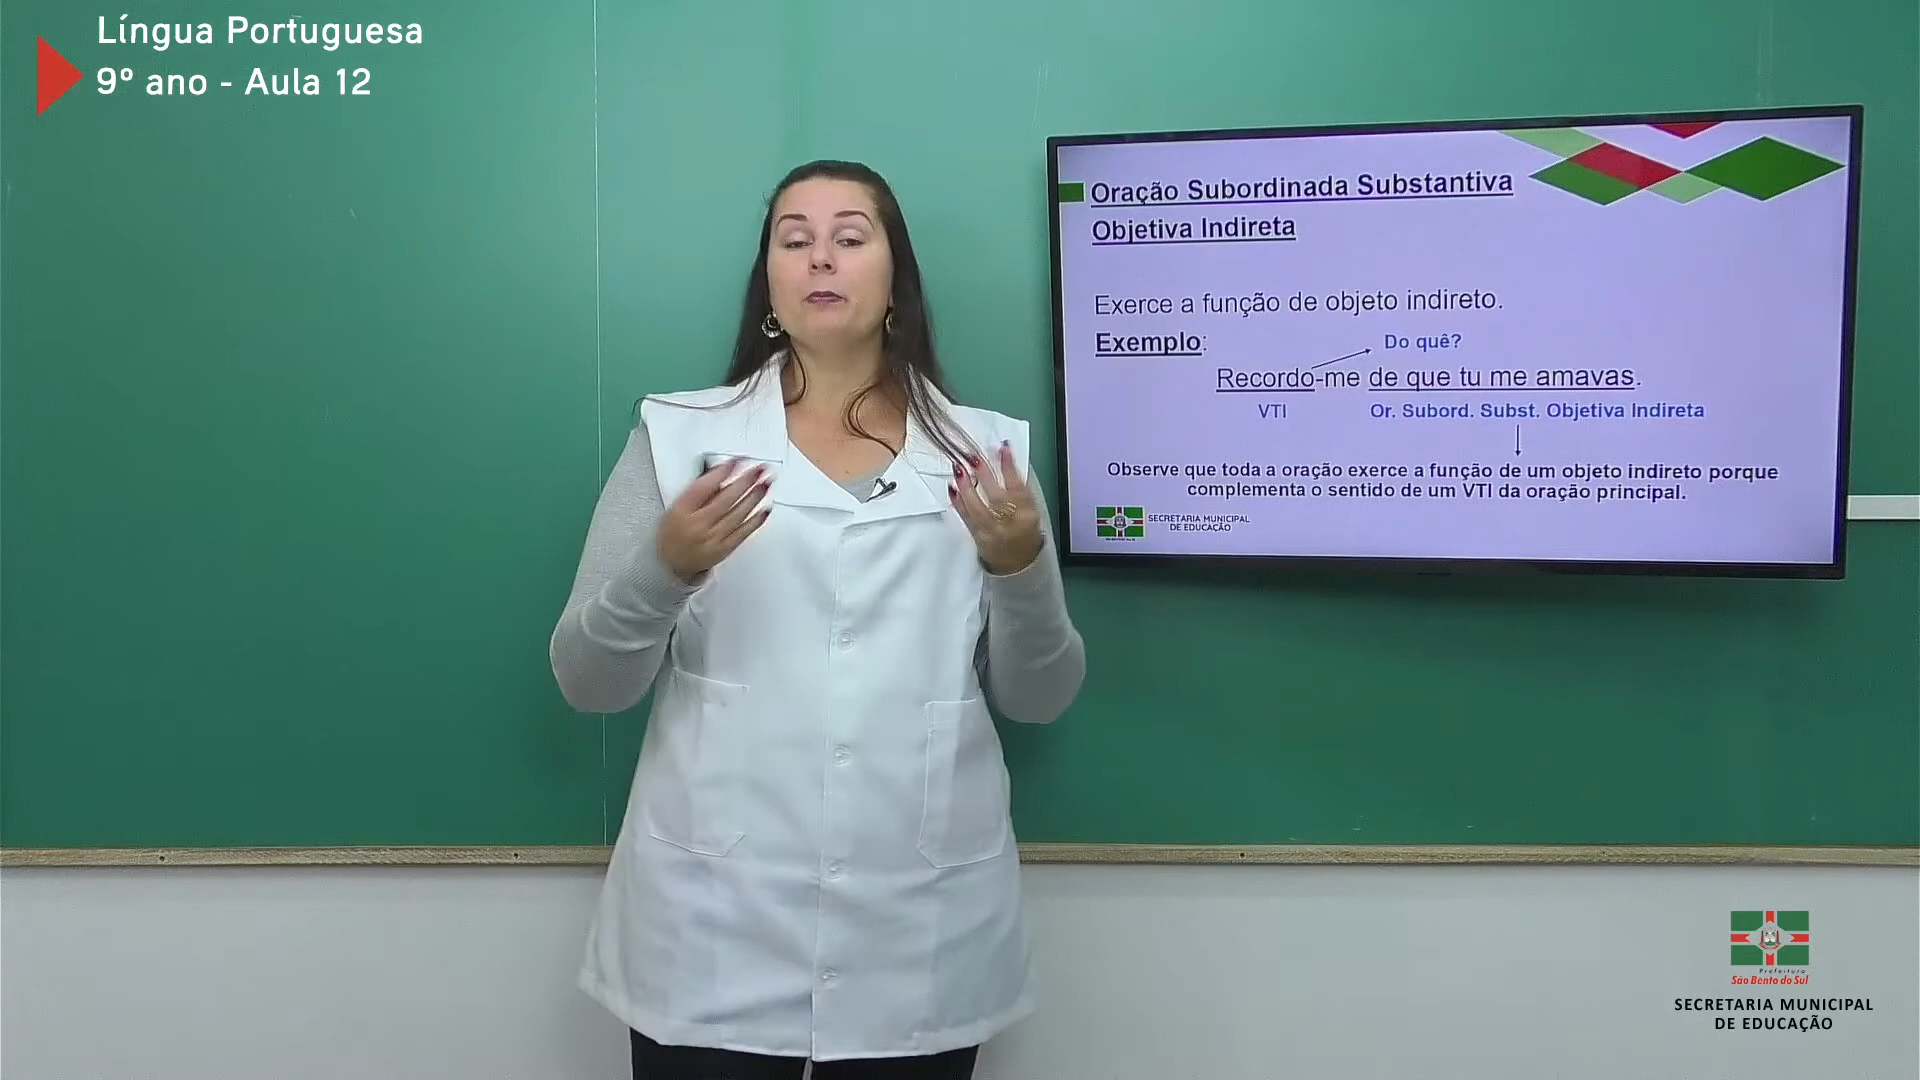 Língua Portuguesa
9º ano - Aula 12
Oração Subordinada Substantiva
Objetiva Indireta
Exerce a função de objeto indireto.
Exemplo:
Do quê?
Recordo-me de que tu me amavas.
VTI
Or. Subord. Subst. Objetiva Indireta
Observe que toda a oração exerce a função de um objeto indireto porque
complementa o sentido de um VTI da oração principal.
SECRETARIA MUNICIPAL
DE EDUCAÇÃO
Prefeitura
São Bento do Sul
SECRETARIA MUNICIPAL
DE EDUCAÇÃO